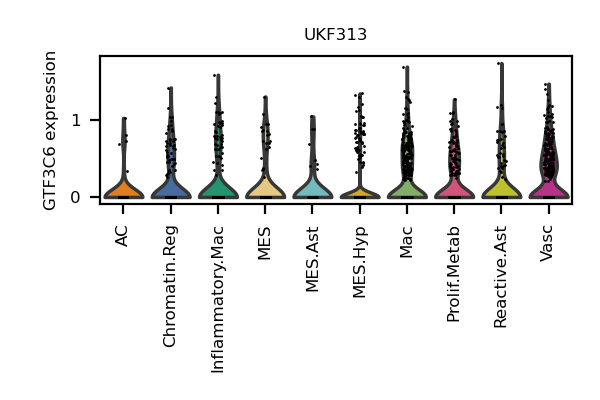 UKF313
GTF3C6 expression
1
0
AC
Chromatin.Reg
Inflammatory.Mac
MES
MES.Ast
MES.Hyp
Mac
Prolif.Metab
Reactive.Ast
Vasc